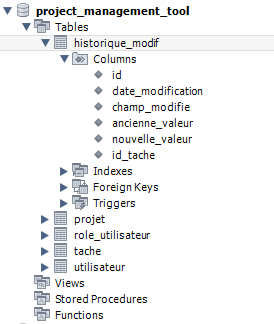 project_management_tool
Tables
historique_modif
Columns
id
date_modification
champ_modifie
ancienne_valeur
nouvelle_valeur
id_tache
Indexes
Foreign Keys
Triggers
projet
role_utilisateur
tache
utilisateur
Views
Stored Procedures
Functions